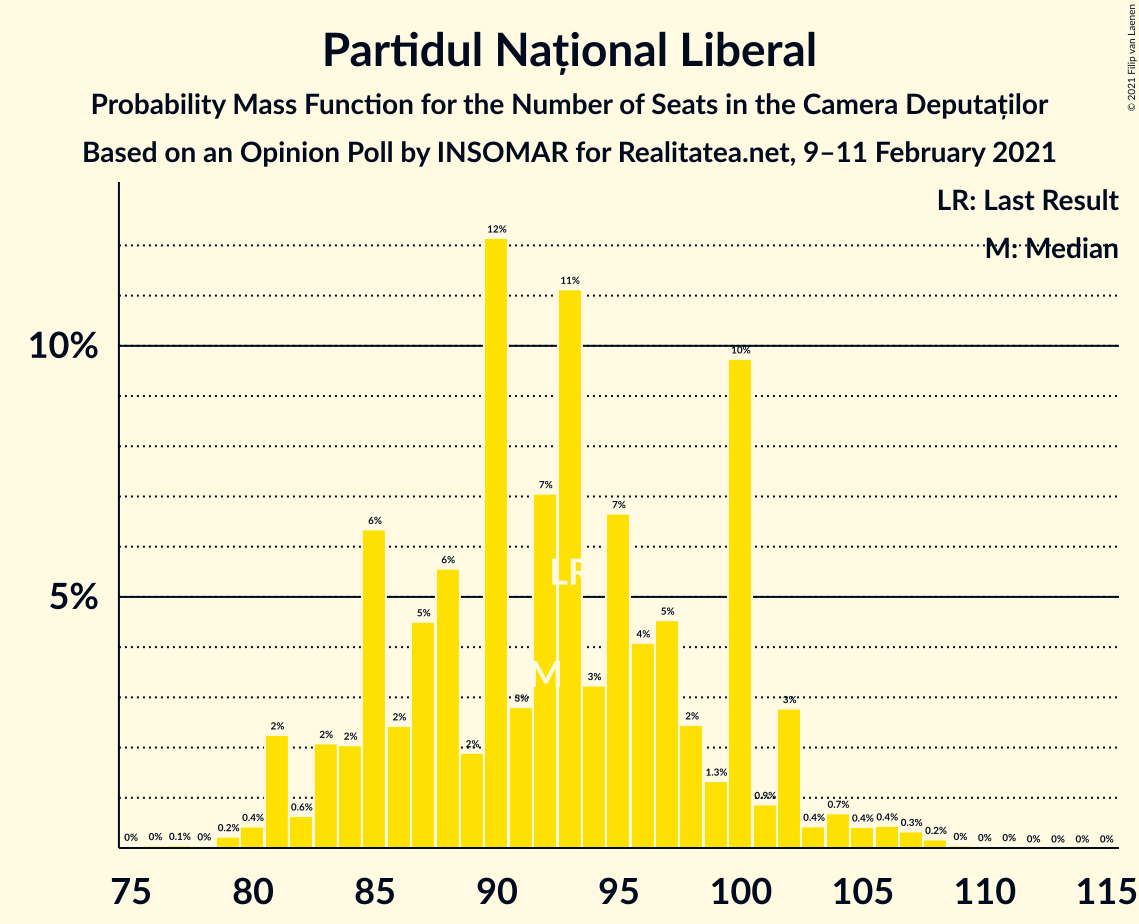 © 2021 Filip van Laenen
Partidul Național Liberal
Probability Mass Function for the Number of Seats in the Camera Deputaților
Based on an Opinion Poll by INSOMAR for Realitatea.net, 9–11 February 2021
LR: Last Result
M: Median
10%
5%
0% 0% 0.1% 0% 0.2% 0.4% 2% 0.6% 2% 2% 6% 2% 5% 6% 2% 12% 3% 7% 11% 3% 7% 4% 5% 2% 1.3% 10% 0.9% 3% 0.4% 0.7% 0.4% 0.4% 0.3% 0.2% 0% 0% 0% 0% 0% 0% 0%
LR
M
75 80 85 90 95 100 105 110 115